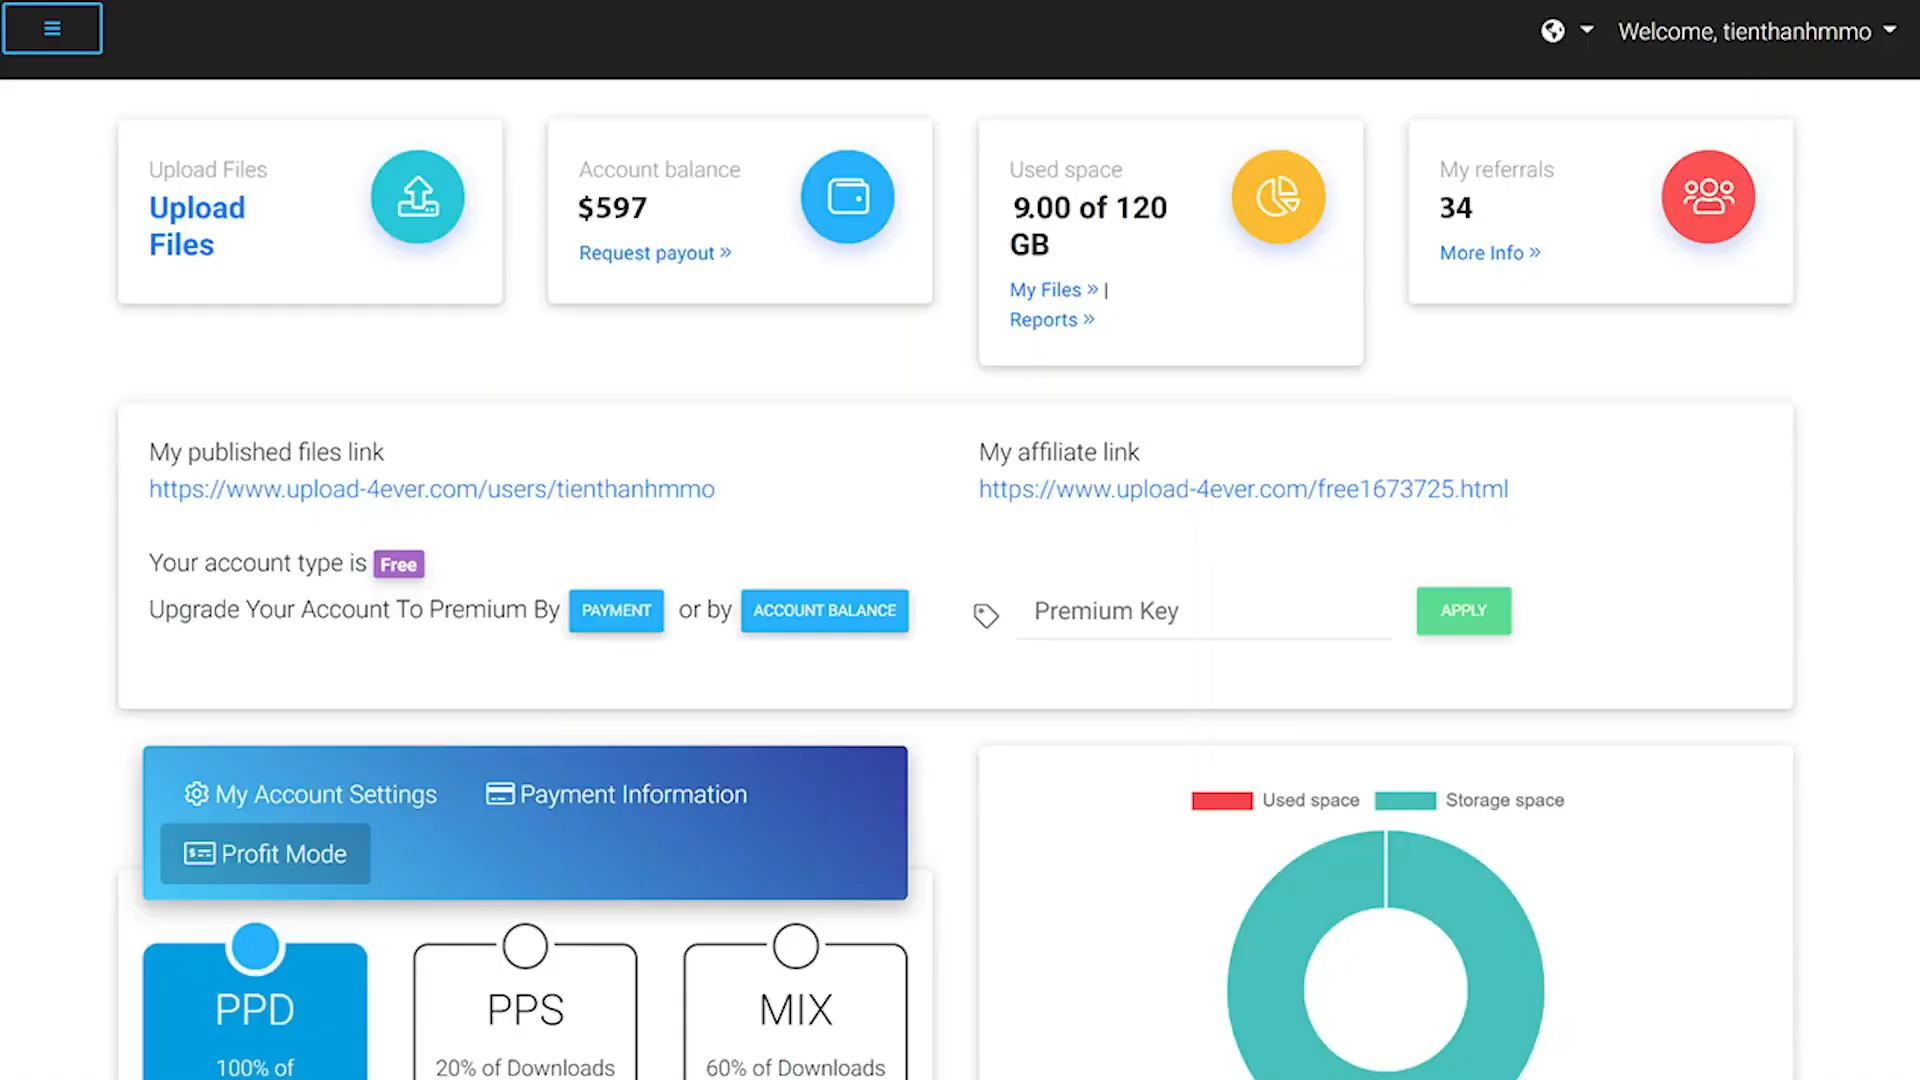 Welcome, tienthanhmmo
Upload Files
Upload
Files
Account balance
$597
Request payout »
Used space
9.00 of 120
GB
My Files » |
Reports »
My referrals
34
More Info »
My published files link
https://www.upload-4ever.com/users/tienthanhmmo
My affiliate link
https://www.upload-4ever.com/free1673725.html
Your account type is Free
Upgrade Your Account To Premium By PAYMENT or by ACCOUNT BALANCE
Premium Key
APPLY
My Account Settings
Payment Information
Profit Mode
PPD
100% of
PPS
20% of Downloads
MIX
60% of Downloads
Used space
Storage space